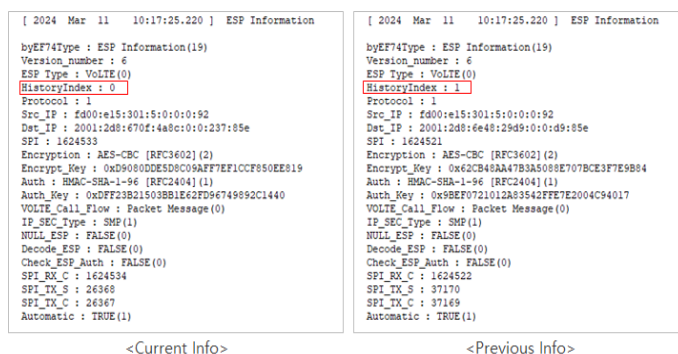 [ 2024 Mar 11 10:17:25.220 ] ESP Information
byEF74Type : ESP Information(19)
Version_number : 6
ESP Type : VoLTE(0)
HistoryIndex : 0
Protocol : 1
Src_IP : fd00:e15:301:5:0:0:0:92
Dst_IP : 2001:2d8:670f:4a8c:0:0:237:85e
SPI : 1624533
Encryption : AES-CBC [RFC3602](2)
Encrypt_Key : 0xD9080DDE5D8C09AFF7EF1CCF850EE819
Auth : HMAC-SHA-1-96 [RFC2404](1)
Auth_Key : 0xDFF23B21503BB1E62FD96749892C1440
VOLTE_Call_Flow : Packet Message(0)
IP_SEC_Type : SMP(1)
NULL_ESP : FALSE(0)
Decode_ESP : FALSE(0)
Check_ESP_Auth : FALSE(0)
SPI_RX_C : 1624534
SPI_TX_S : 26368
SPI_TX_C : 26367
Automatic : TRUE(1)
<Current Info>
[ 2024 Mar 11 10:17:25.220 ] ESP Information
byEF74Type : ESP Information(19)
Version_number : 6
ESP Type : VoLTE(0)
HistoryIndex : 1
Protocol : 1
Src_IP : fd00:e15:301:5:0:0:0:92
Dst_IP : 2001:2d8:6e48:29d9:0:0:d9:85e
SPI : 1624521
Encryption : AES-CBC [RFC3602](2)
Encrypt_Key : 0x62CB48AA47B3A5088E707BCE3F7E9B84
Auth : HMAC-SHA-1-96 [RFC2404](1)
Auth_Key : 0x9BEF0721012A83542FFE7E2004C94017
VOLTE_Call_Flow : Packet Message(0)
IP_SEC_Type : SMP(1)
NULL_ESP : FALSE(0)
Decode_ESP : FALSE(0)
Check_ESP_Auth : FALSE(0)
SPI_RX_C : 1624522
SPI_TX_S : 37170
SPI_TX_C : 37169
Automatic : TRUE(1)
<Previous Info>